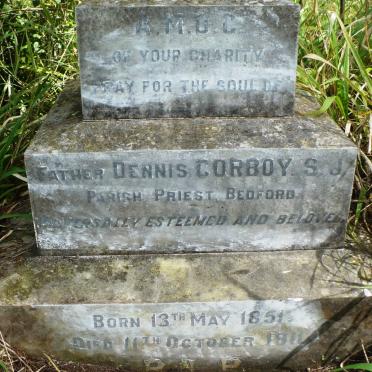 A.M.D.G.
OF YOUR CHARITY
PRAY FOR THE SOUL OF
FATHER DENNIS CORBOY. S.J.
PARISH PRIEST, BEDFORD
UNIVERSALLY ESTEEMED AND BELOVED
BORN 13TH MAY 1851.
DIED 11TH OCTOBER